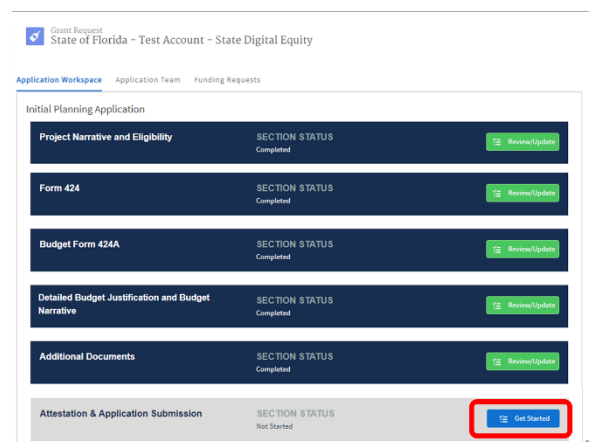 Grant Request
State of Florida - Test Account - State Digital Equity
Application Workspace Application Team Funding Requests
Initial Planning Application
Project Narrative and Eligibility SECTION STATUS Review/Update
Completed
Form 424 SECTION STATUS Review/Update
Completed
Budget Form 424A SECTION STATUS Review/Update
Completed
Detailed Budget Justification and Budget SECTION STATUS Review/Update
Narrative Completed
Additional Documents SECTION STATUS Review/Update
Completed
Attestation & Application Submission SECTION STATUS Get Started
Not Started